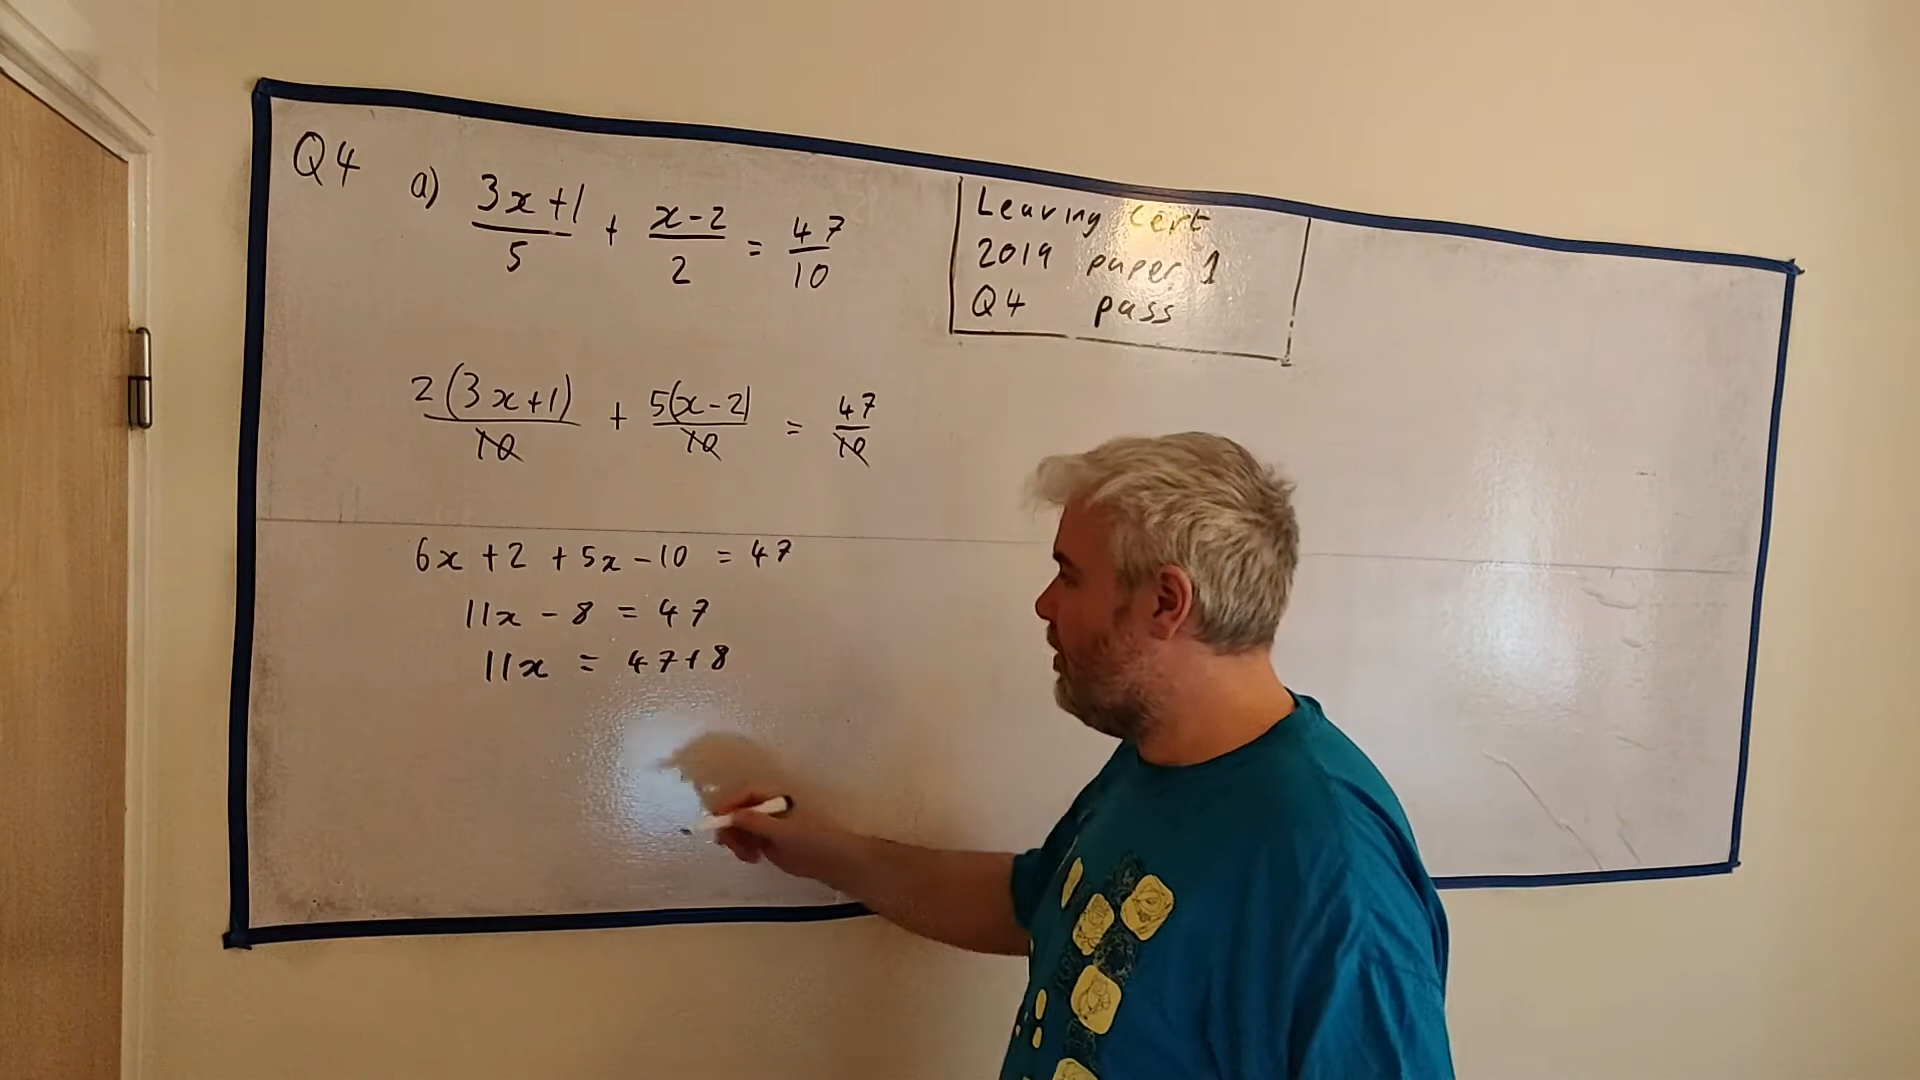 Q4 a) (3x+1)/5 + (x-2)/2 = 47/10
Leaving Cert
2019 paper 1
Q4 pass
2(3x+1)/10 + 5(x-2)/10 = 47/10
6x +2 +5x -10 = 47
11x - 8 = 47
11x = 47+8